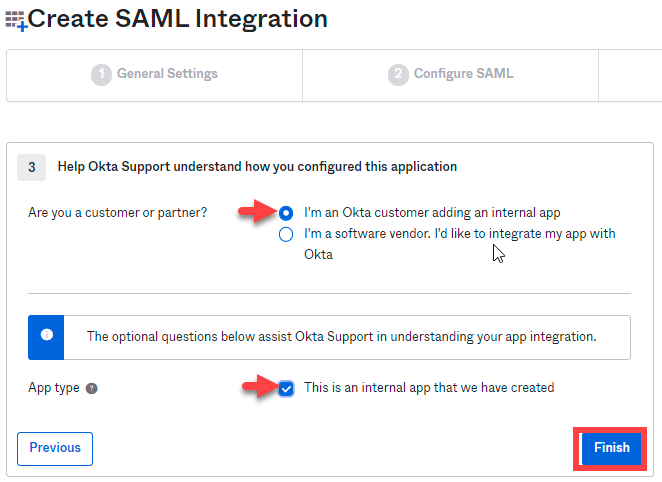 Create SAML Integration
1 General Settings
2 Configure SAML
3 Help Okta Support understand how you configured this application
Are you a customer or partner?
I'm an Okta customer adding an internal app
I'm a software vendor. I'd like to integrate my app with
Okta
i The optional questions below assist Okta Support in understanding your app integration.
App type ?
This is an internal app that we have created
Previous
Finish